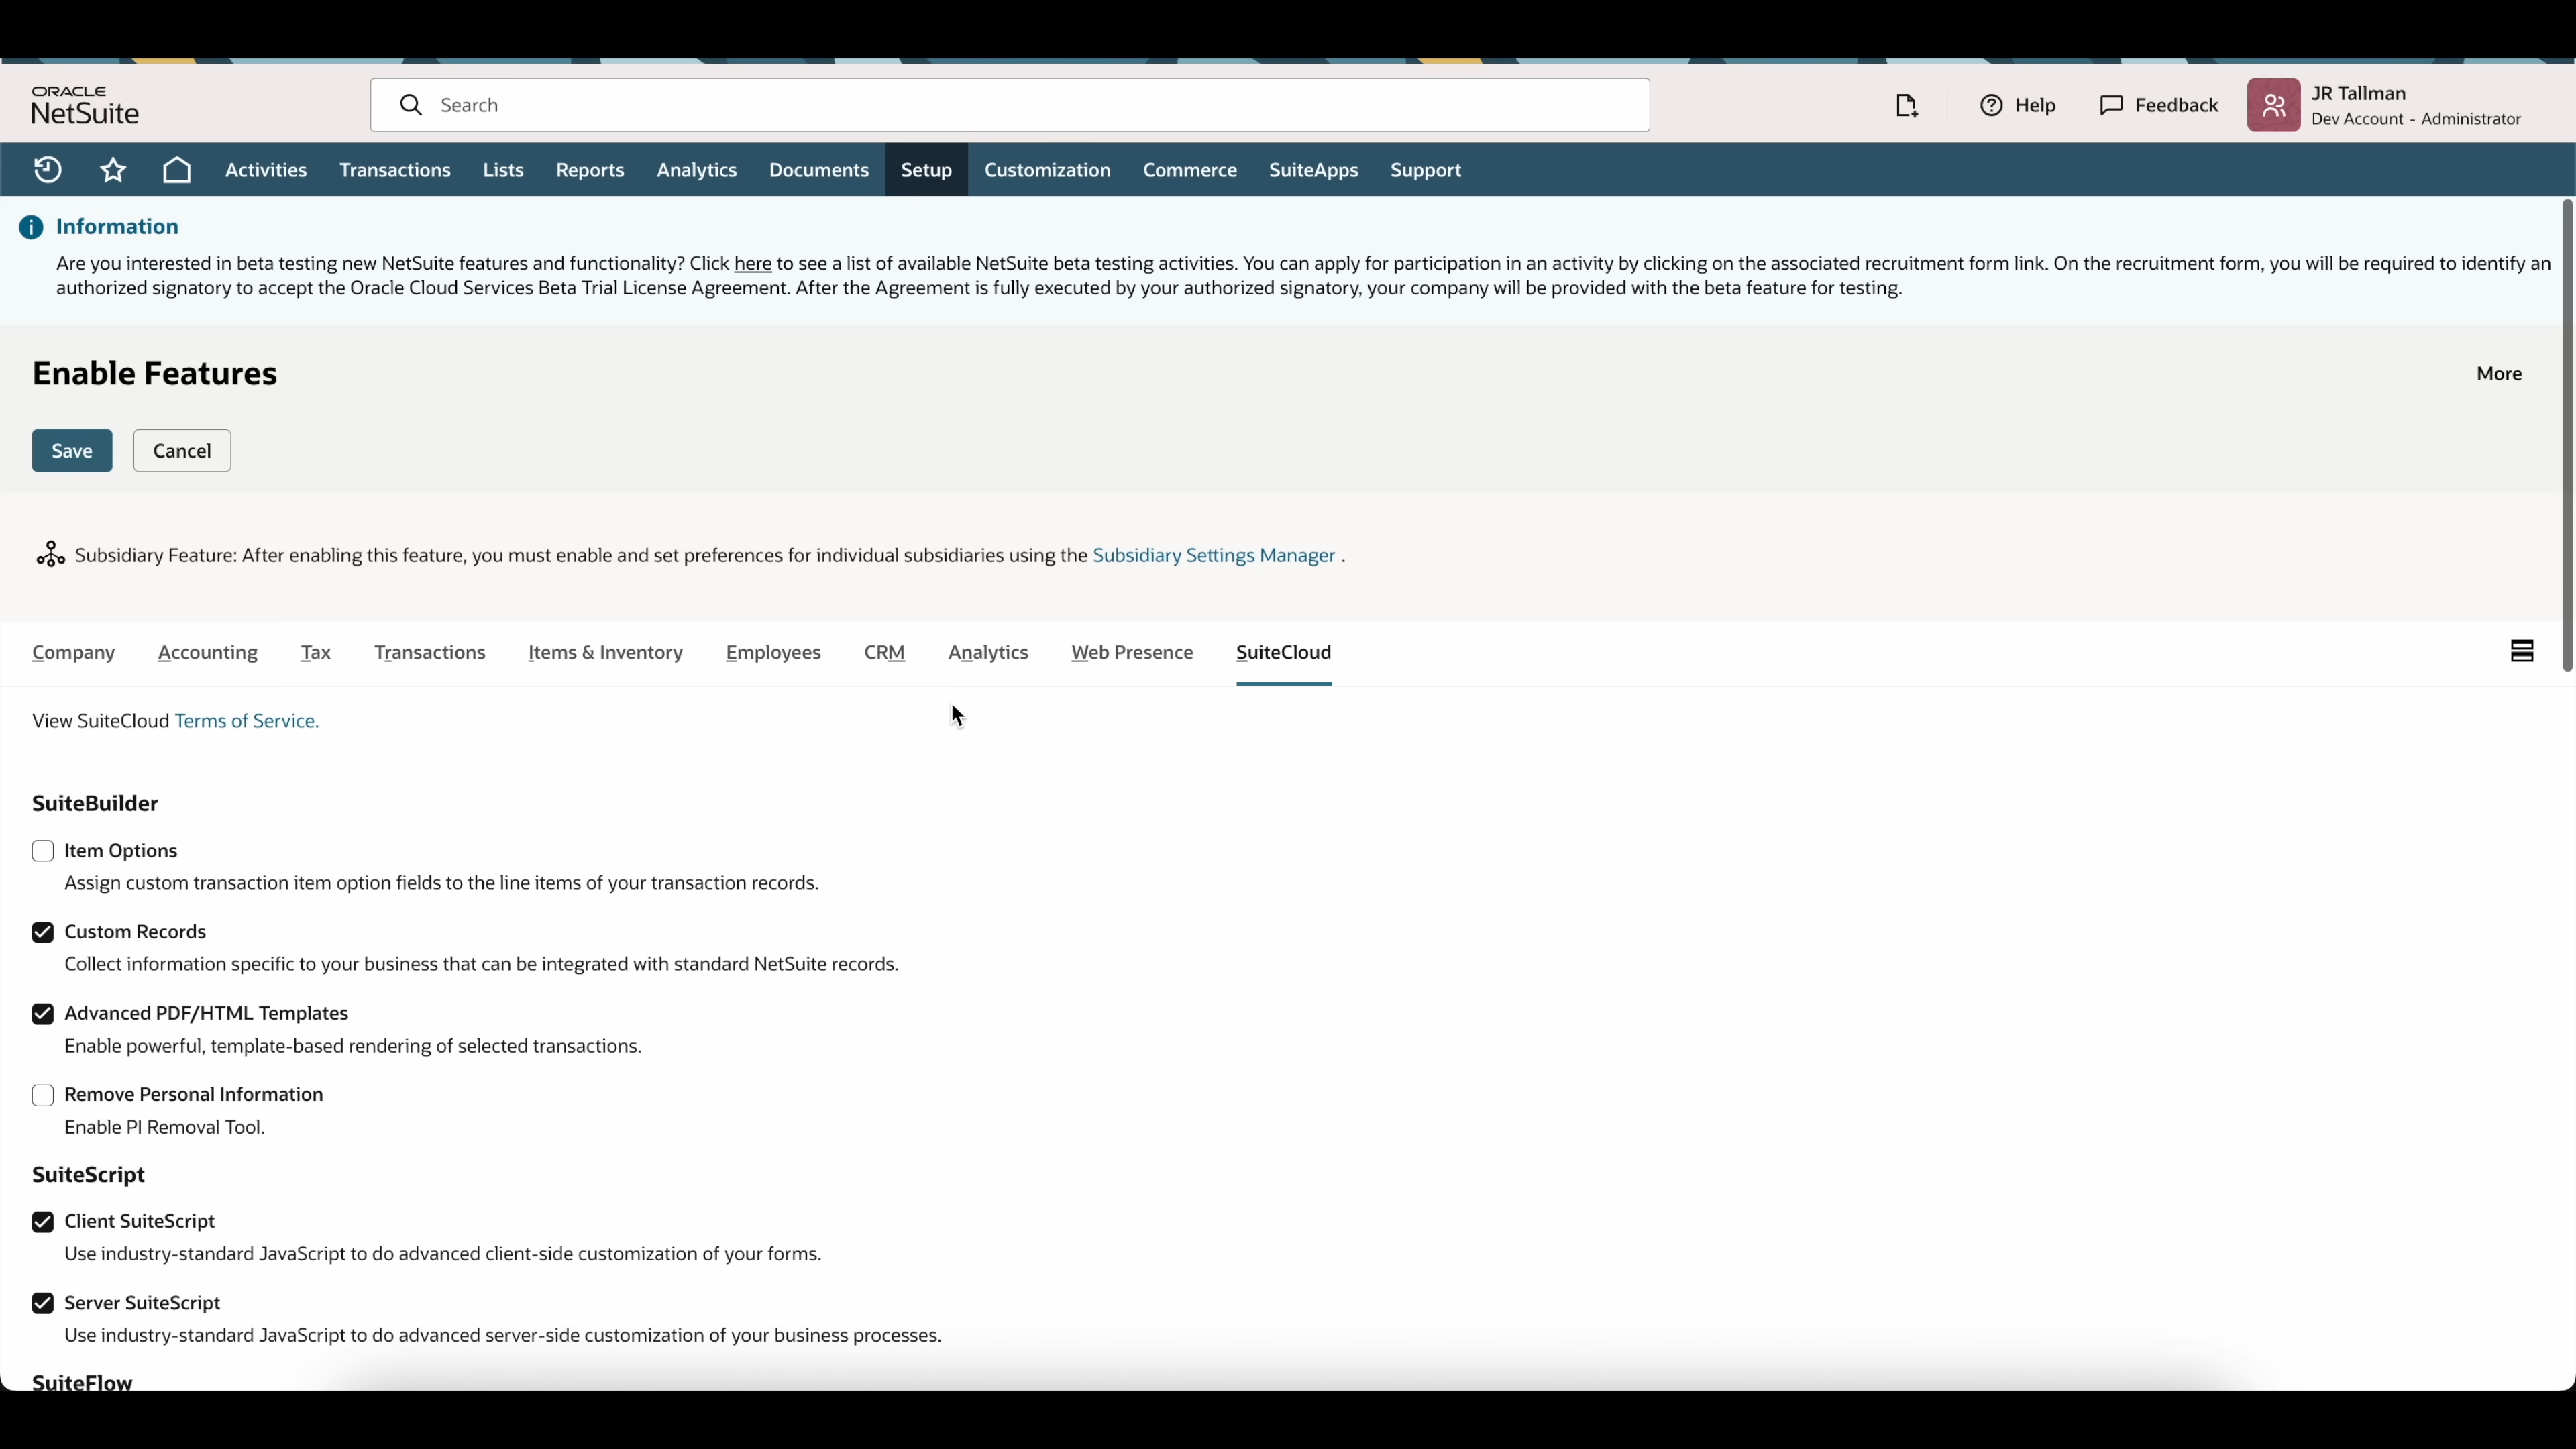 ORACLE
NetSuite
Search
Help
Feedback
JR Tallman
Dev Account - Administrator
Activities
Transactions
Lists
Reports
Analytics
Documents
Setup
Customization
Commerce
SuiteApps
Support
Information
Are you interested in beta testing new NetSuite features and functionality? Click here to see a list of available NetSuite beta testing activities. You can apply for participation in an activity by clicking on the associated recruitment form link. On the recruitment form, you will be required to identify an
authorized signatory to accept the Oracle Cloud Services Beta Trial License Agreement. After the Agreement is fully executed by your authorized signatory, your company will be provided with the beta feature for testing.
Enable Features
More
Save
Cancel
Subsidiary Feature: After enabling this feature, you must enable and set preferences for individual subsidiaries using the Subsidiary Settings Manager .
Company
Accounting
Tax
Transactions
Items & Inventory
Employees
CRM
Analytics
Web Presence
SuiteCloud
View SuiteCloud Terms of Service.
SuiteBuilder
Item Options
Assign custom transaction item option fields to the line items of your transaction records.
Custom Records
Collect information specific to your business that can be integrated with standard NetSuite records.
Advanced PDF/HTML Templates
Enable powerful, template-based rendering of selected transactions.
Remove Personal Information
Enable PI Removal Tool.
SuiteScript
Client SuiteScript
Use industry-standard JavaScript to do advanced client-side customization of your forms.
Server SuiteScript
Use industry-standard JavaScript to do advanced server-side customization of your business processes.
SuiteFlow